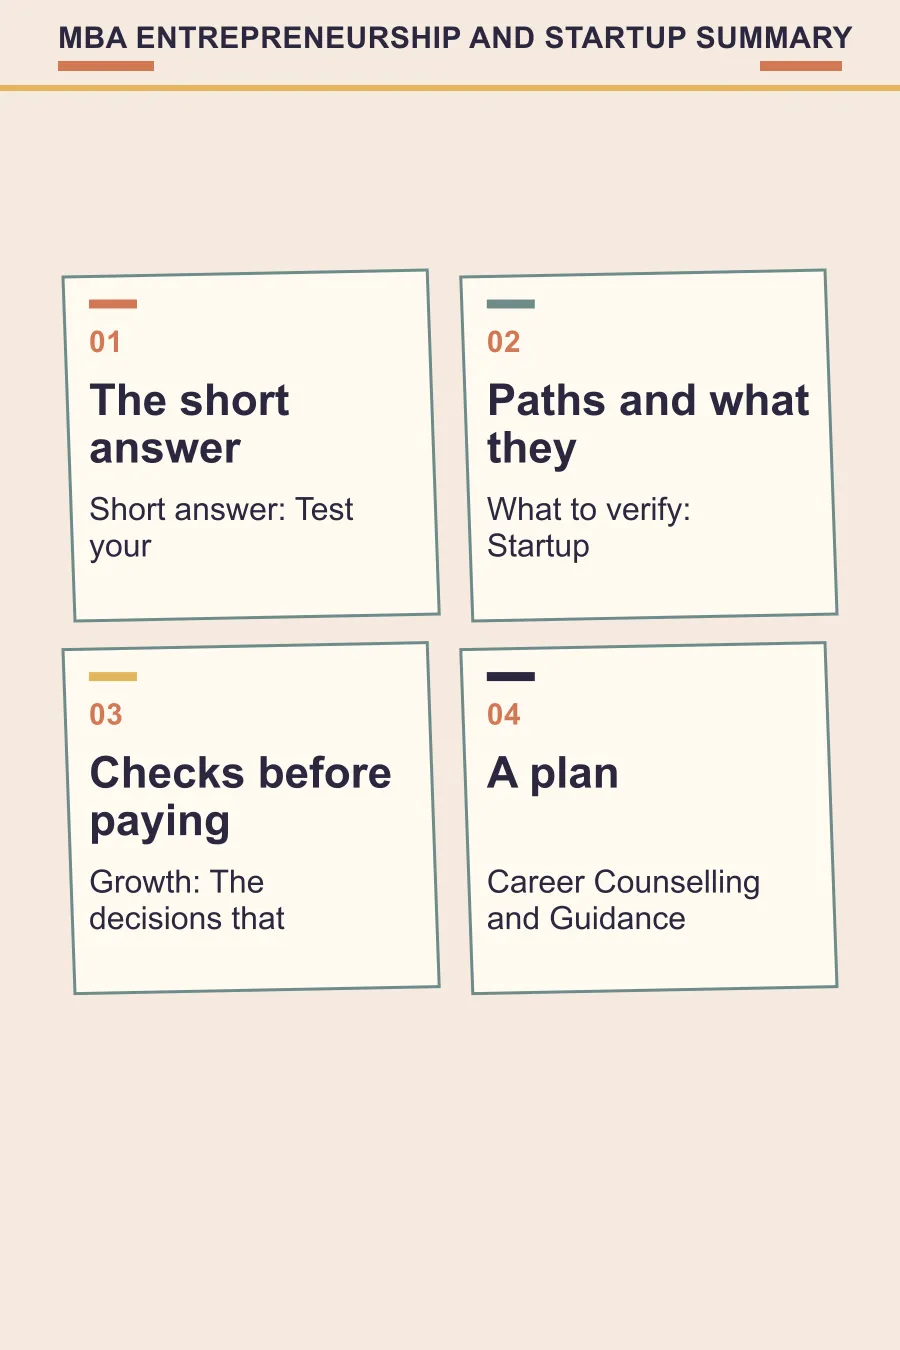 MBA ENTREPRENEURSHIP AND STARTUP SUMMARY
01
The short
answer
Short answer: Test
your
02
Paths and what
they
What to verify:
Startup
03
Checks before
paying
Growth: The
decisions that
04
A plan
Career Counselling
and Guidance